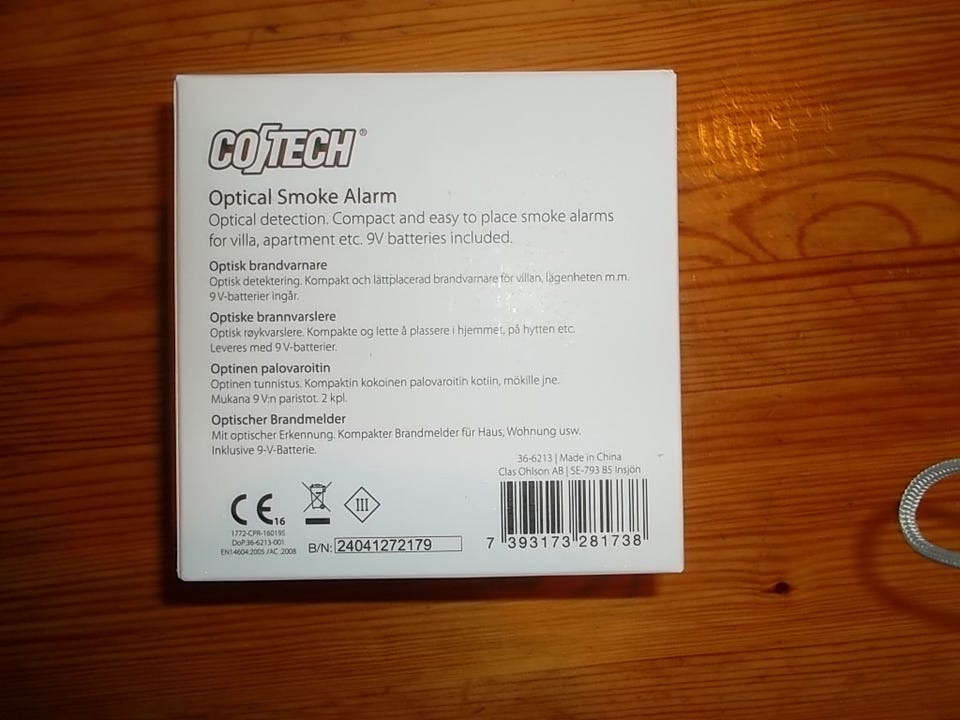 COTECH®
Optical Smoke Alarm
Optical detection. Compact and easy to place smoke alarms
for villa, apartment etc. 9V batteries included.
Optisk brandvarnare
Optisk detektering. Kompakt och lättplacerad brandvarnare för villan, lägenheten m.m.
9 V-batterier ingår.
Optiske brannvarslere
Optisk røykvarslere. Kompakte og lette å plassere i hjemmet, på hytten etc.
Leveres med 9 V-batterier.
Optinen palovaroitin
Optinen tunnistus. Kompaktin kokoinen palovaroitin kotiin, mökille jne.
Mukana 9 V:n paristot. 2 kpl.
Optischer Brandmelder
Mit optischer Erkennung. Kompakter Brandmelder für Haus, Wohnung usw.
Inklusive 9-V-Batterie.
36-6213 | Made in China
Clas Ohlson AB | SE-793 85 Insjön
CE 16
III
1772-CPR-160195
DoP:36-6213-001
EN14604:2005 /AC :2008
B/N: 24041272179
7 393173 281738